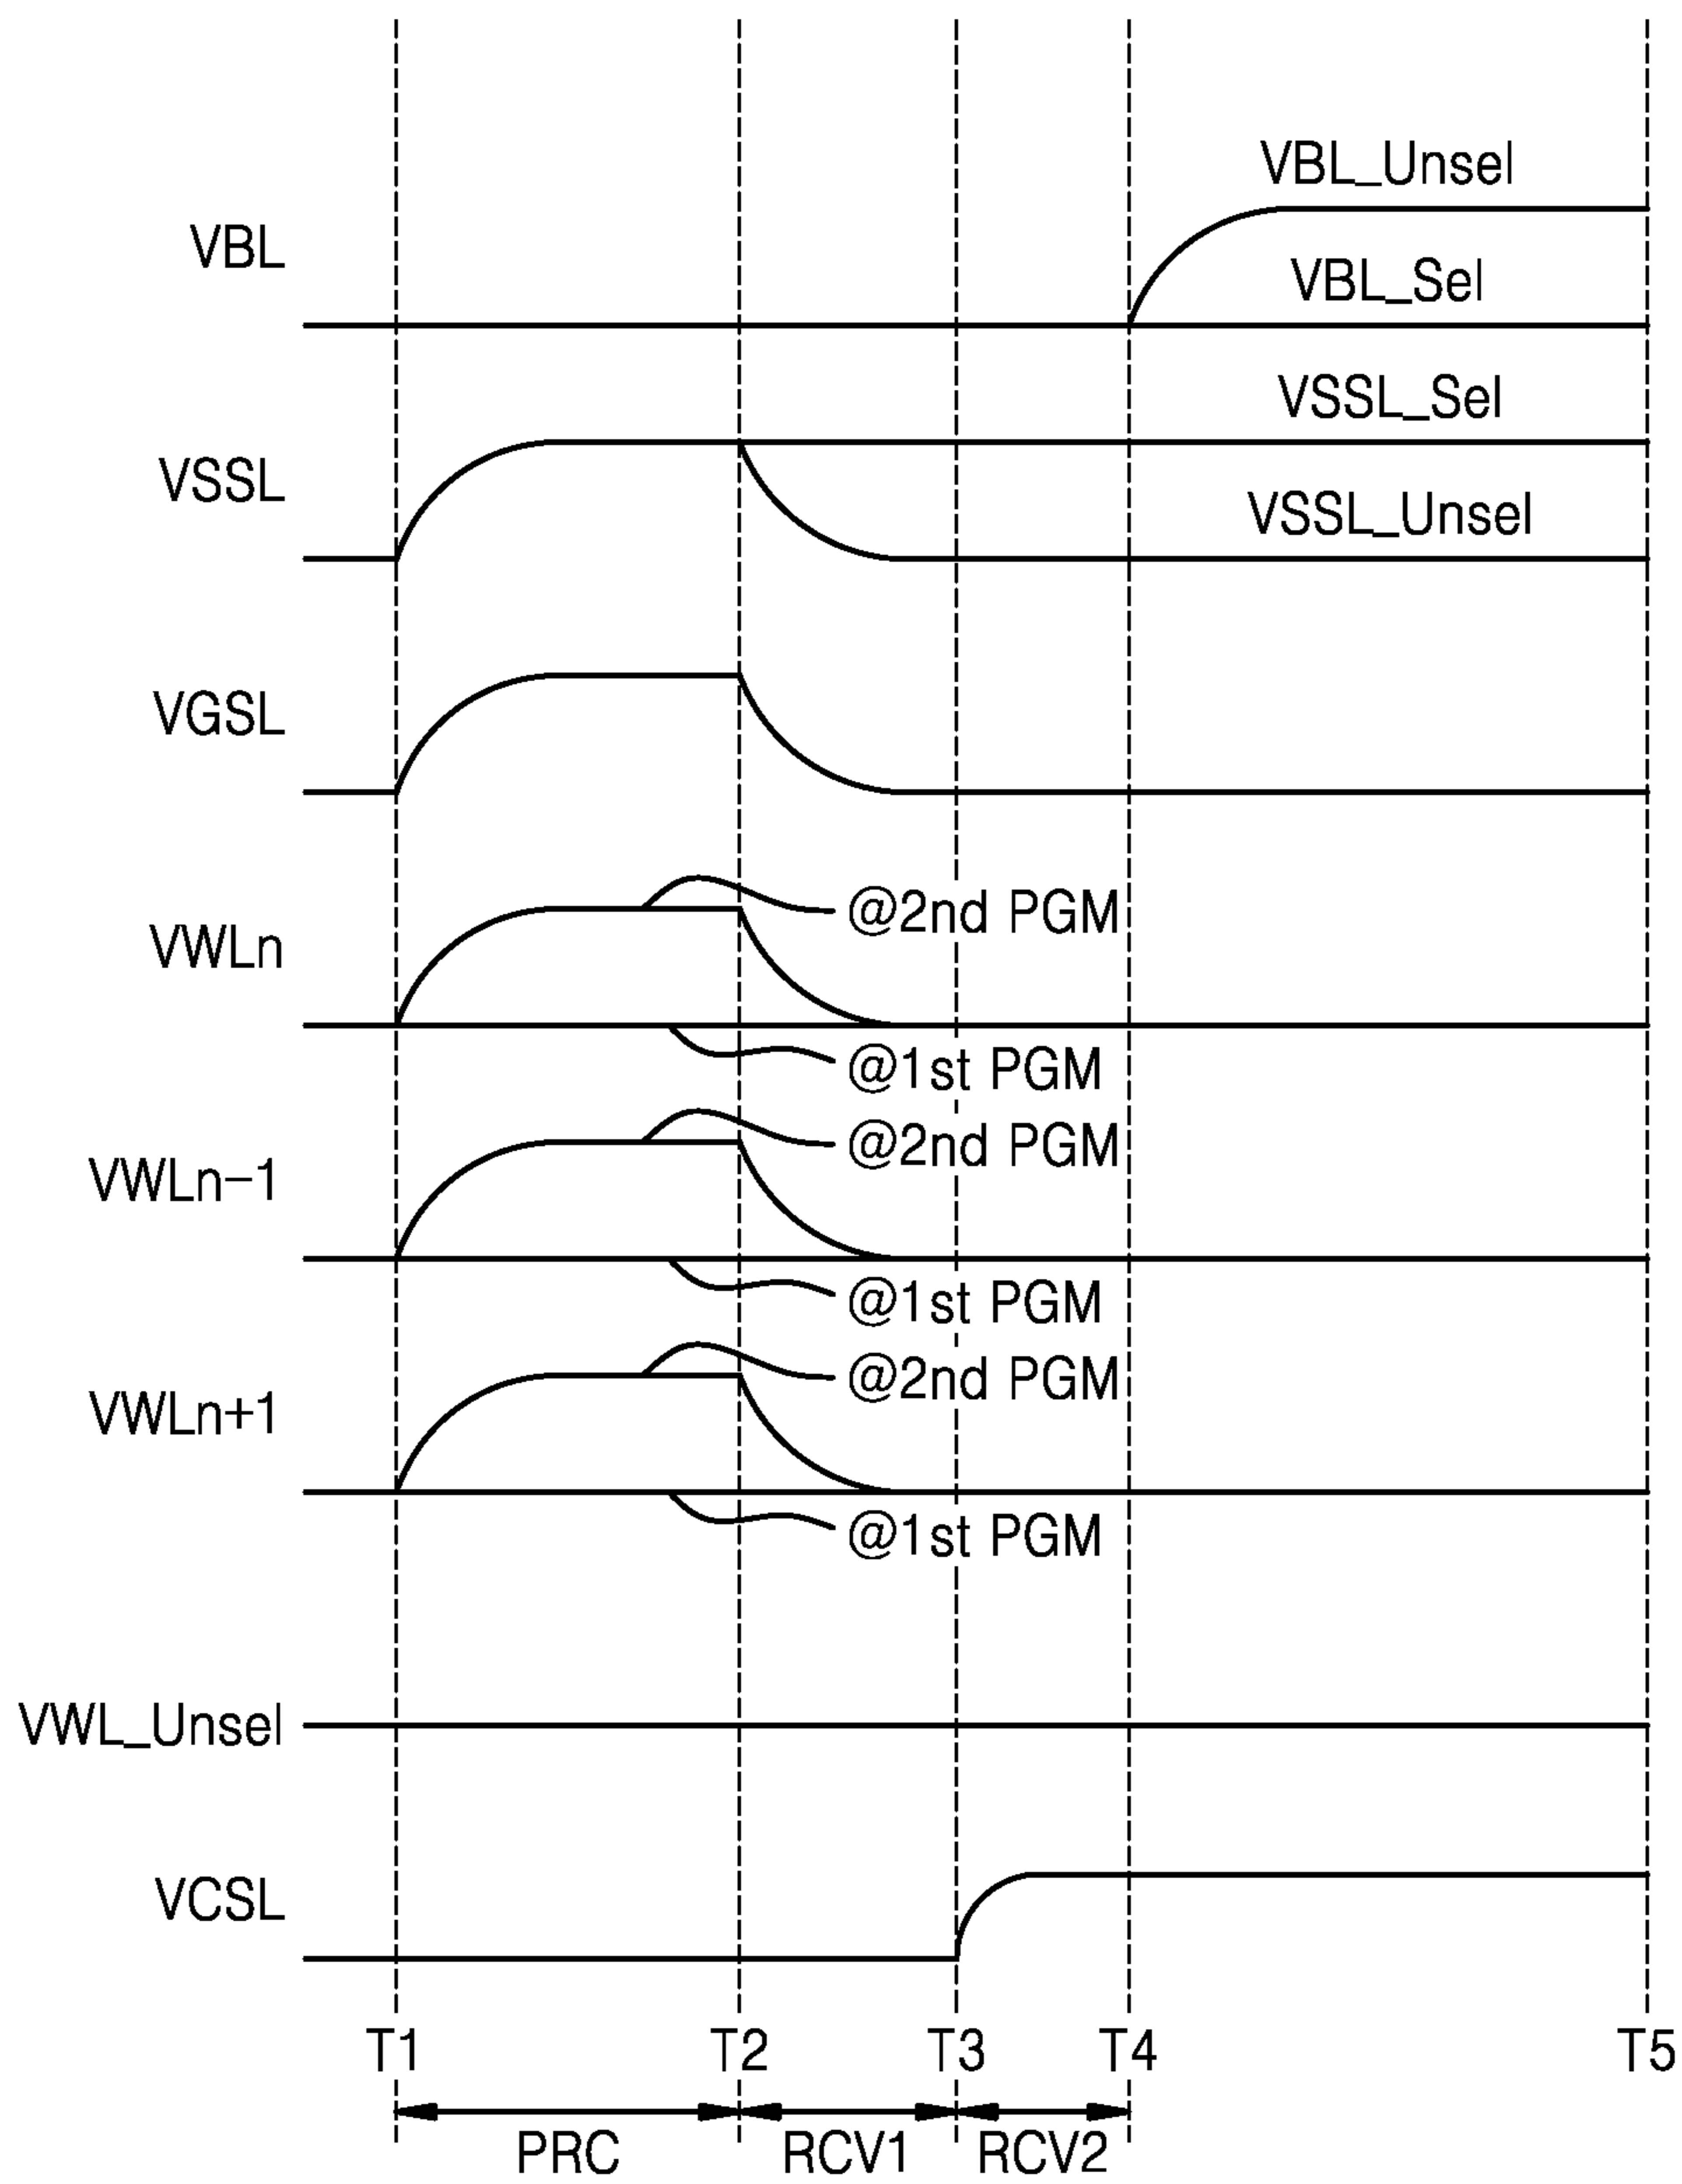 VBL_Unsel
VBL
VBL_Sel
VSSL_Sel
VSSL
VSSL_Unsel
VGSL
@2nd PGM
VWLn
@1st PGM
@2nd PGM
VWLn-1
@1st PGM
@2nd PGM
VWLn+1
@1st PGM
VWL_Unsel
VCSL
T1 T2 T3 T4 T5
PRC RCV1 RCV2